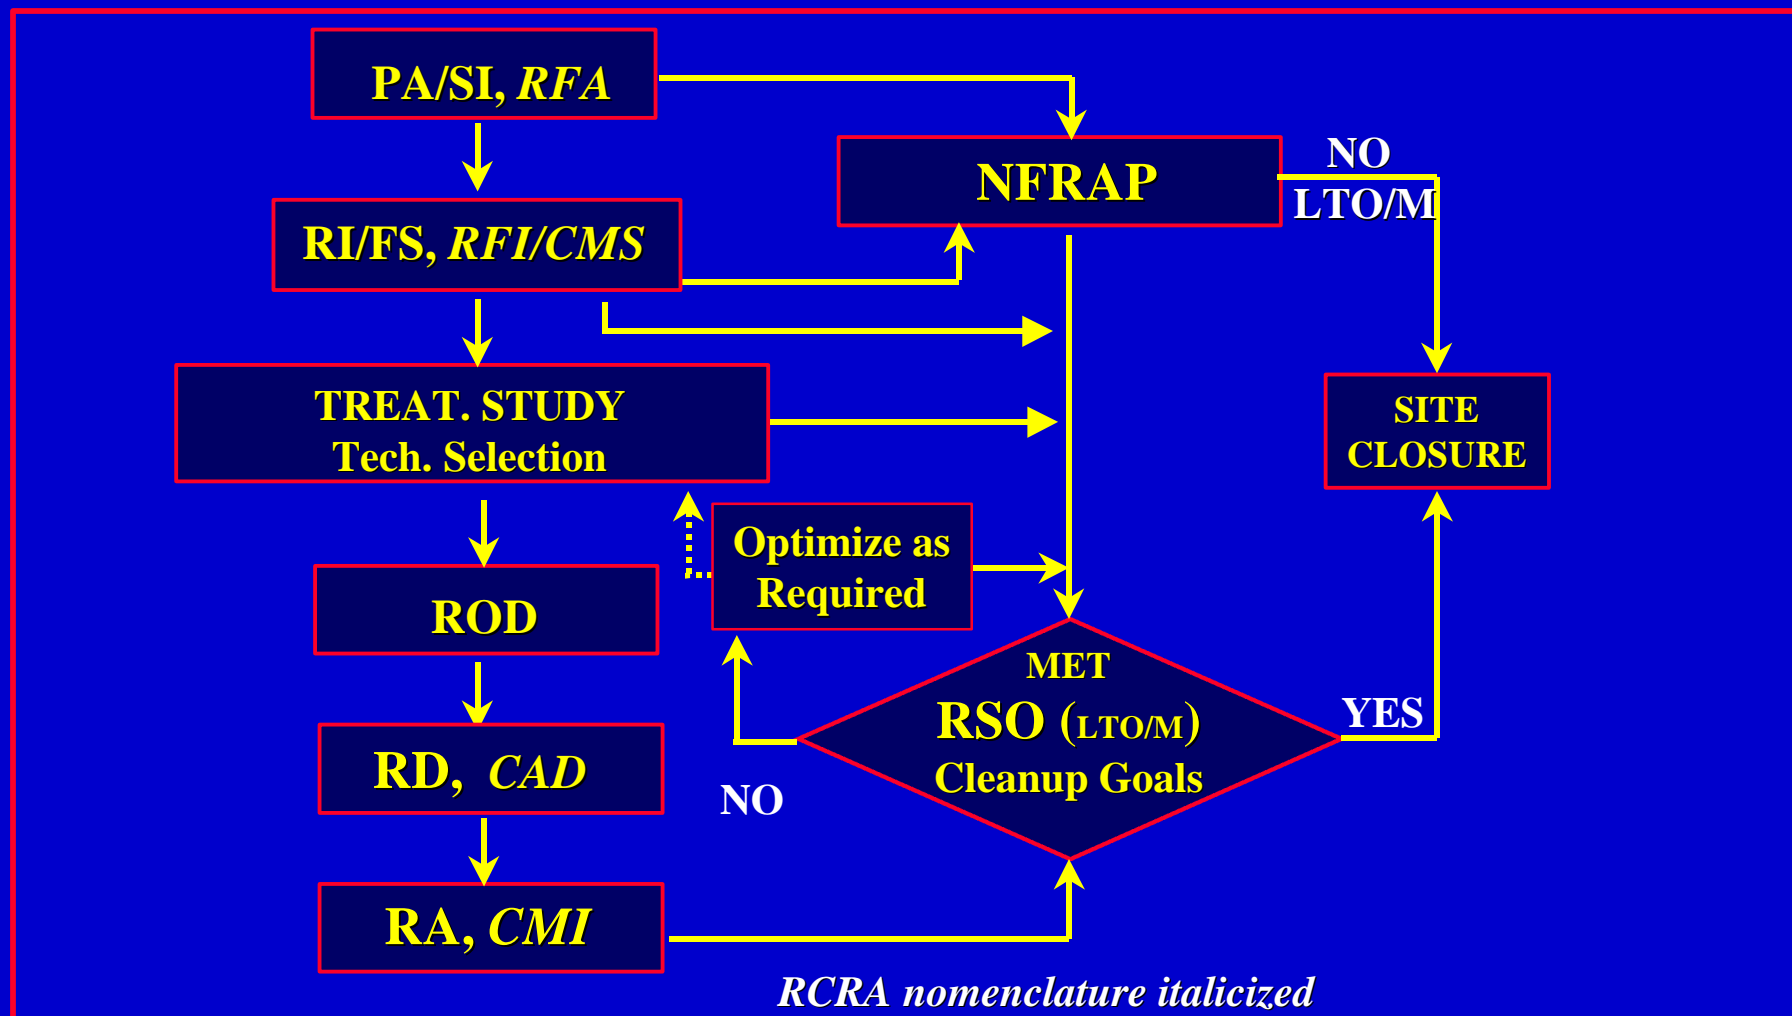 PA/SI, RFA
NFRAP
NO
LTO/M
RI/FS, RFI/CMS
TREAT. STUDY
Tech. Selection
SITE
CLOSURE
Optimize as
Required
ROD
MET
RSO (LTO/M)
Cleanup Goals
YES
NO
RD, CAD
RA, CMI
RCRA nomenclature italicized